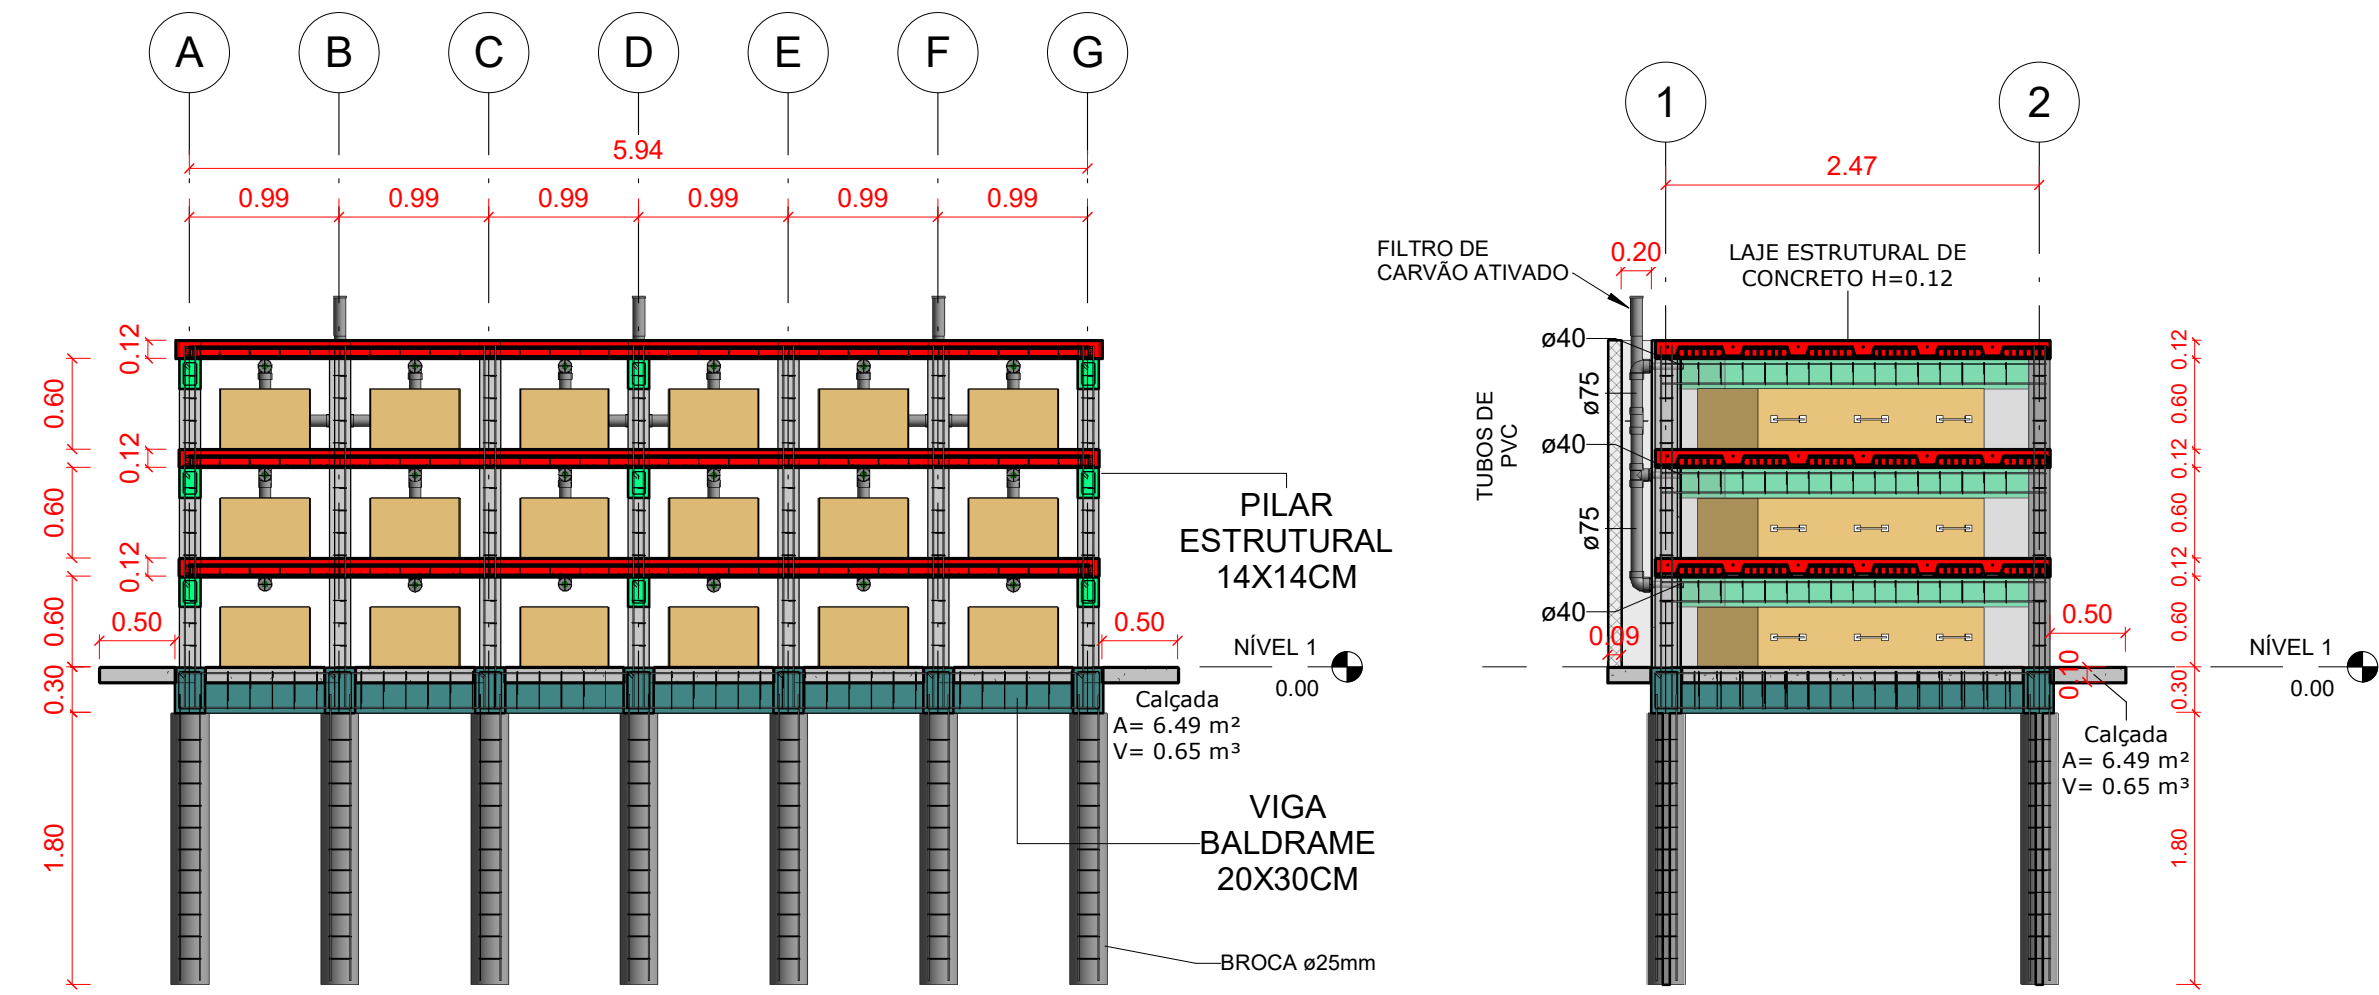 A
B
C
D
E
F
G
5.94
0.99
0.99
0.99
0.99
0.99
0.99
0.12
0.60
0.12
0.60
0.12
0.60
0.50
0.30
1.80
0.50
PILAR
ESTRUTURAL
14X14CM
NÍVEL 1
0.00
Calçada
A= 6.49 m²
V= 0.65 m³
VIGA
BALDRAME
20X30CM
BROCA ø25mm
1
2
2.47
FILTRO DE
CARVÃO ATIVADO
0.20
LAJE ESTRUTURAL DE
CONCRETO H=0.12
ø40
ø75
TUBOS DE
PVC
ø40
ø75
ø40
0.09
0.12
0.60
0.12
0.60
0.12
0.60
0.50
0.10
0.30
1.80
NÍVEL 1
0.00
Calçada
A= 6.49 m²
V= 0.65 m³